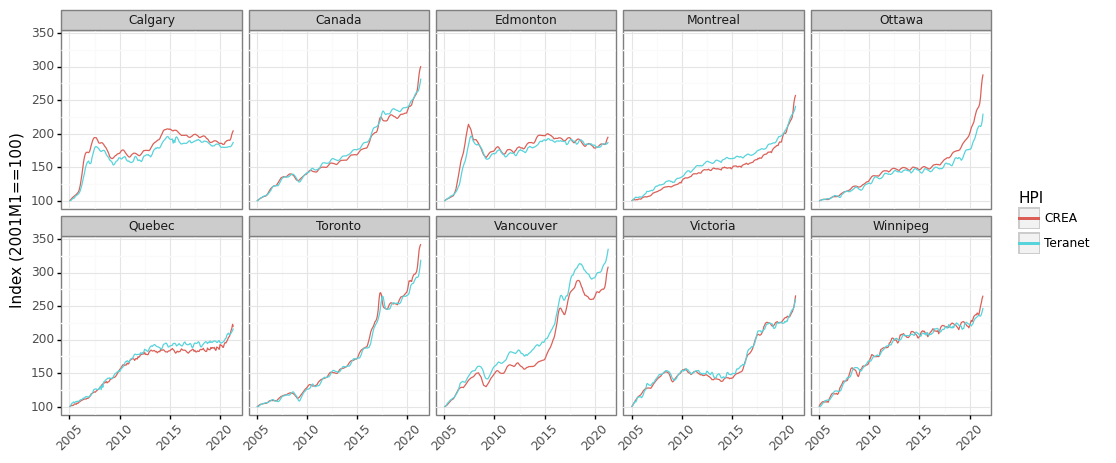 Calgary Canada Edmonton Montreal Ottawa
350
300
250
200
150
100
Quebec Toronto Vancouver Victoria Winnipeg
350
300
250
200
150
100
2005 2010 2015 2020 2005 2010 2015 2020 2005 2010 2015 2020 2005 2010 2015 2020 2005 2010 2015 2020
Index (2001M1==100)
HPI
CREA
Teranet